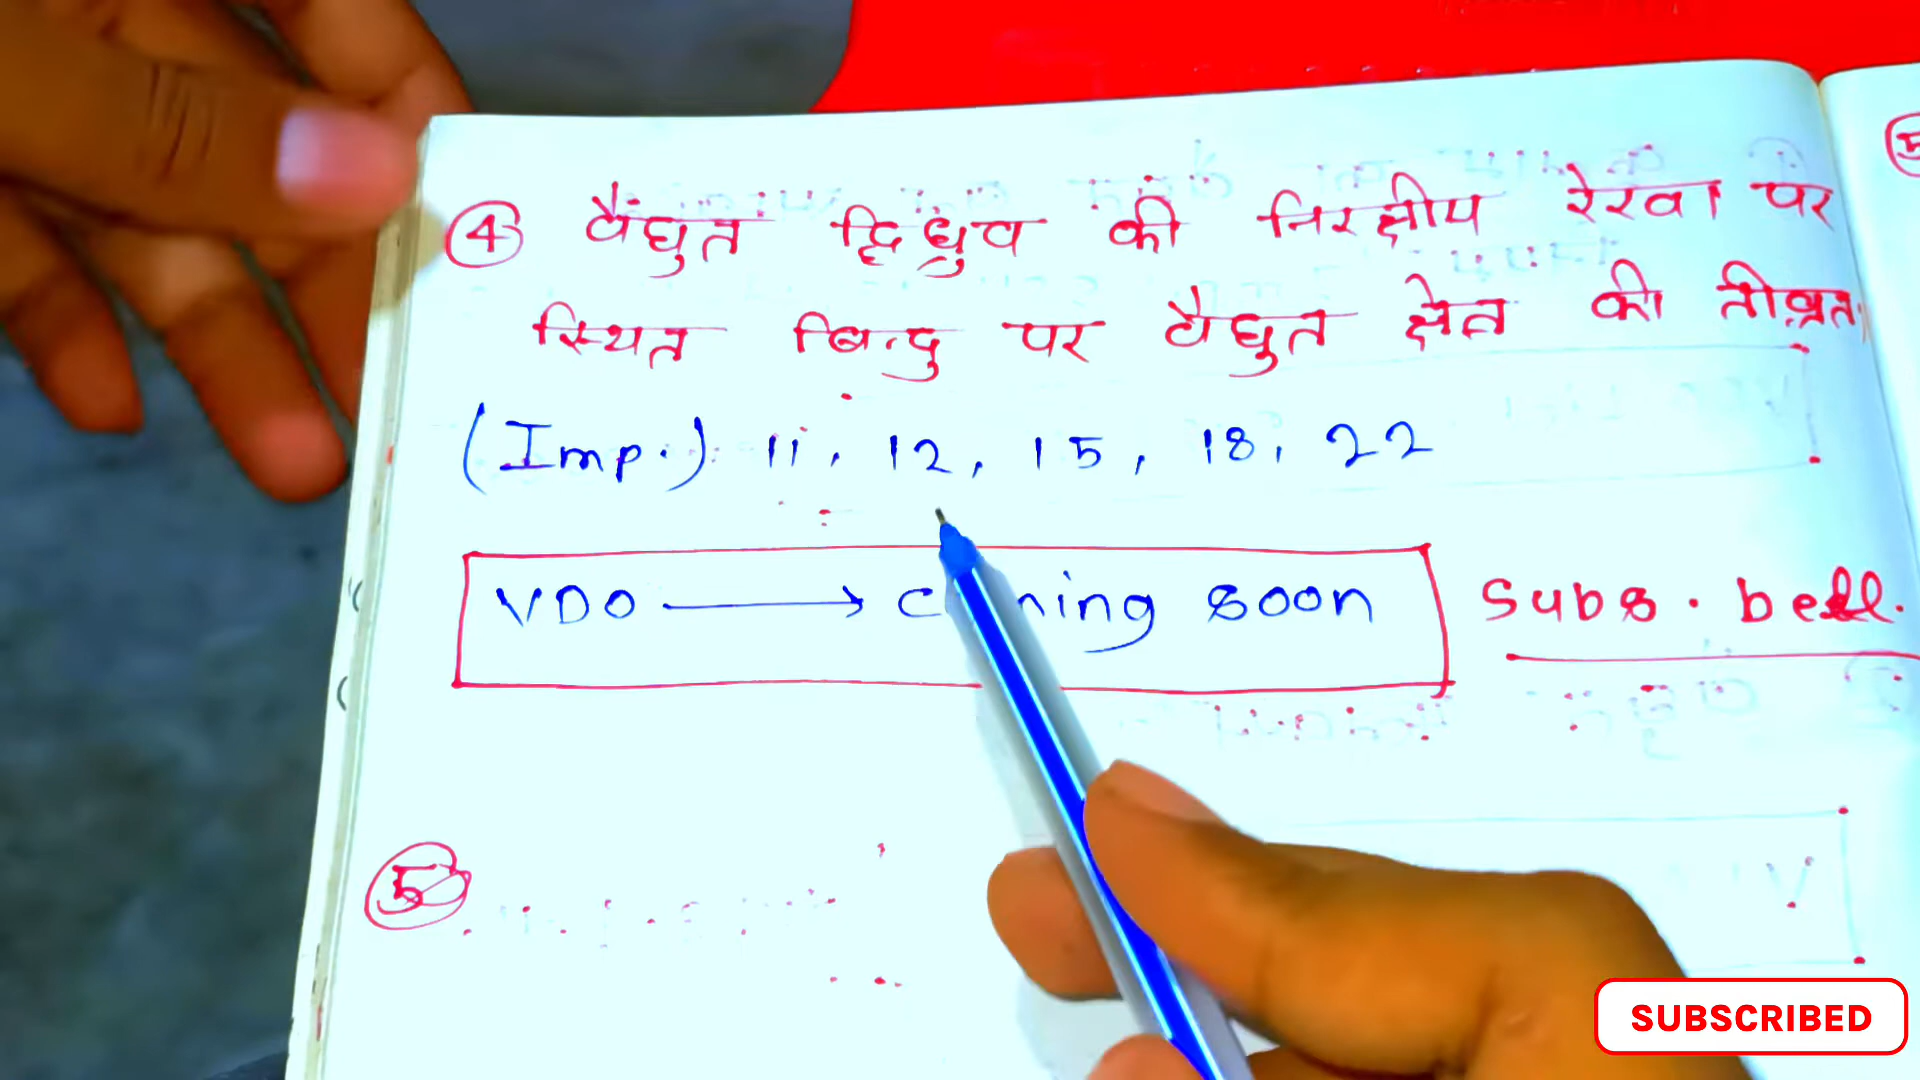 ④ वैद्युत द्विध्रुव की निरक्षीय रेखा पर
स्थित बिन्दु पर वैद्युत क्षेत्र की तीव्रता
(Imp.) 11, 12, 15, 18, 22
VDO ⟶ coming soon
Subs. bell.
⑤
SUBSCRIBED